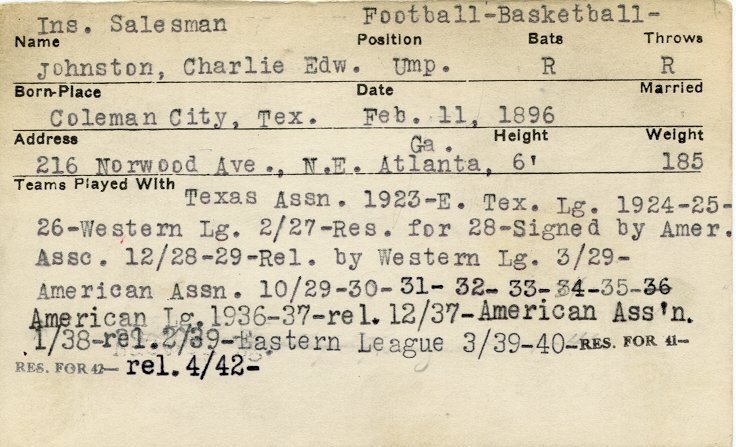 Ins. Salesman Football-Basketball-
Name Position Bats Throws
Johnston, Charlie Edw. Ump. R R
Born-Place Date Married
Coleman City, Tex. Feb. 11, 1896
Address Ga. Height Weight
216 Norwood Ave., N.E. Atlanta, 6' 185
Teams Played With
Texas Assn. 1923-E. Tex. Lg. 1924-25-
26-Western Lg. 2/27-Res. for 28-Signed by Amer.
Assc. 12/28-29-Rel. by Western Lg. 3/29-
American Assn. 10/29-30-31-32-33-34-35-36
American Lg. 1936-37-rel. 12/37-American Ass'n.
1/38-rel. 2/39-Eastern League 3/39-40-RES. FOR 41-
RES. FOR 42- rel. 4/42-